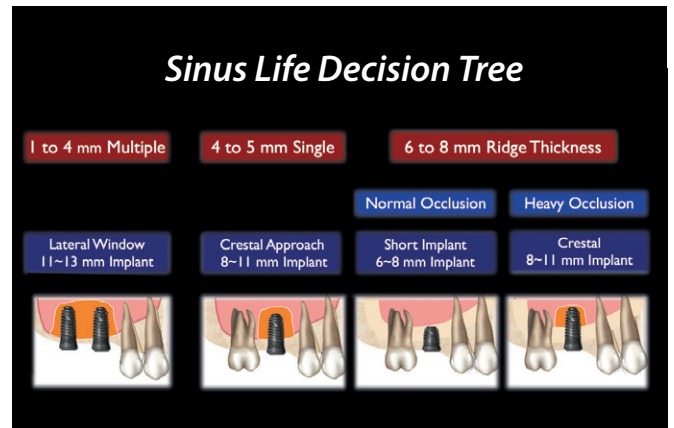 Sinus Life Decision Tree
1 to 4 mm Multiple
4 to 5 mm Single
6 to 8 mm Ridge Thickness
Normal Occlusion
Heavy Occlusion
Lateral Window
11~13 mm Implant
Crestal Approach
8~11 mm Implant
Short Implant
6~8 mm Implant
Crestal
8~11 mm Implant